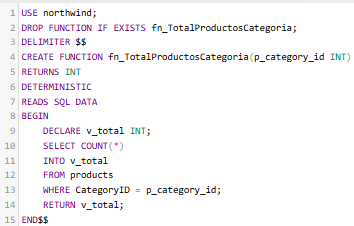 1 USE northwind;
2 DROP FUNCTION IF EXISTS fn_TotalProductosCategoria;
3 DELIMITER $$
4 CREATE FUNCTION fn_TotalProductosCategoria(p_category_id INT)
5 RETURNS INT
6 DETERMINISTIC
7 READS SQL DATA
8 BEGIN
9     DECLARE v_total INT;
10     SELECT COUNT(*)
11     INTO v_total
12     FROM products
13     WHERE CategoryID = p_category_id;
14     RETURN v_total;
15 END$$